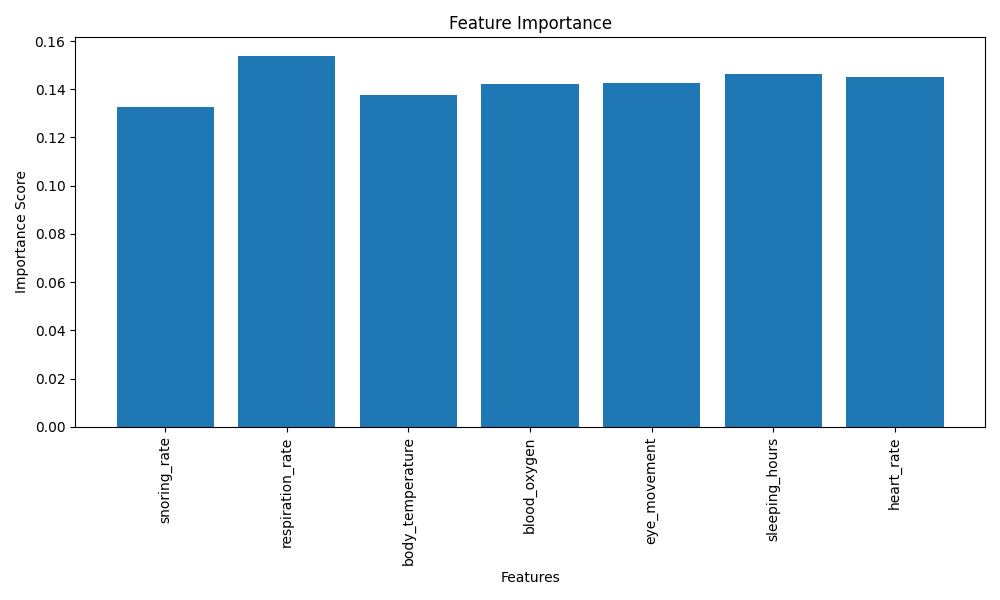 Feature Importance
Importance Score
0.16
0.14
0.12
0.10
0.08
0.06
0.04
0.02
0.00
snoring_rate
respiration_rate
body_temperature
blood_oxygen
eye_movement
sleeping_hours
heart_rate
Features